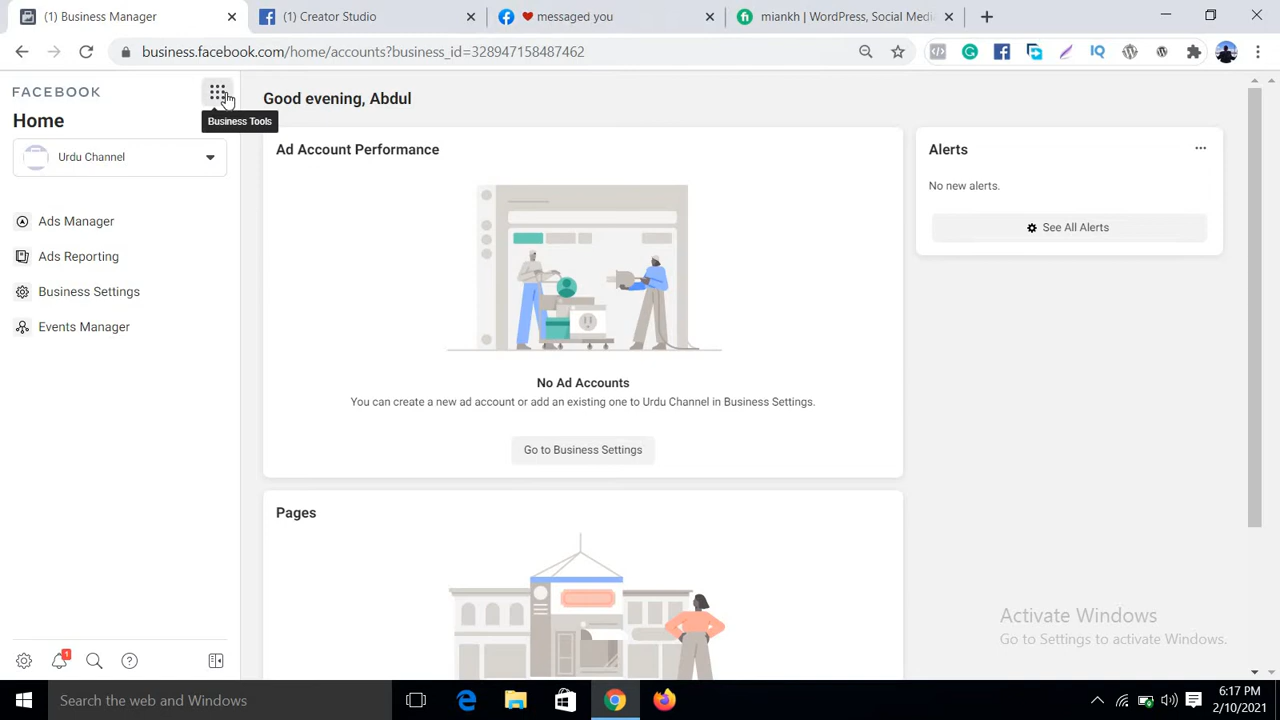 (1) Business Manager
(1) Creator Studio
messaged you
miankh | WordPress, Social Medi
business.facebook.com/home/accounts?business_id=328947158487462
FACEBOOK
Business Tools
Home
Urdu Channel
Ads Manager
Ads Reporting
Business Settings
Events Manager
Good evening, Abdul
Ad Account Performance
No Ad Accounts
You can create a new ad account or add an existing one to Urdu Channel in Business Settings.
Go to Business Settings
Pages
Alerts
No new alerts.
See All Alerts
Activate Windows
Go to Settings to activate Windows.
1
Search the web and Windows
6:17 PM
2/10/2021